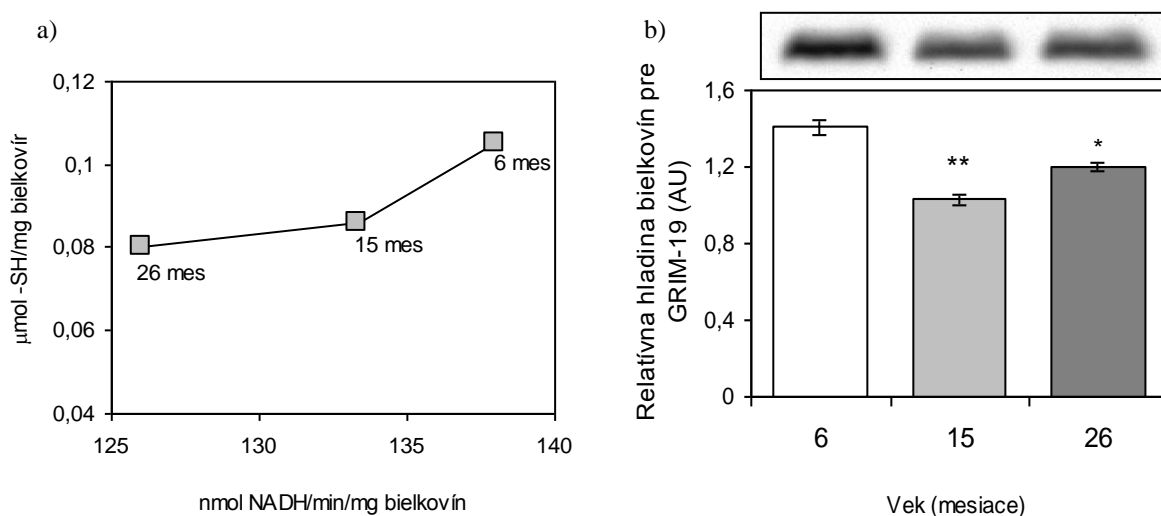 a)
0,12
0,1
0,08
0,06
0,04
µmol -SH/mg bielkovír
6 mes
15 mes
26 mes
125
130
135
140
nmol NADH/min/mg bielkovín
b)
Relatívna hladina bielkovín pre
GRIM-19 (AU)
1,6
1,2
0,8
0,4
0
**
*
6
15
26
Vek (mesiace)